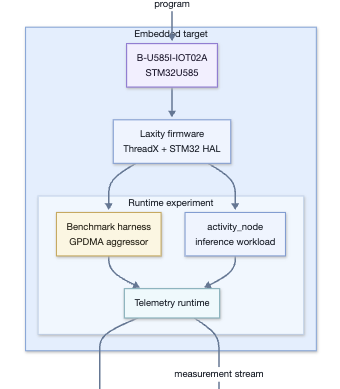 program
Embedded target
B-U585I-IOT02A
STM32U585
Laxity firmware
ThreadX + STM32 HAL
Runtime experiment
Benchmark harness
GPDMA aggressor
activity_node
inference workload
Telemetry runtime
measurement stream